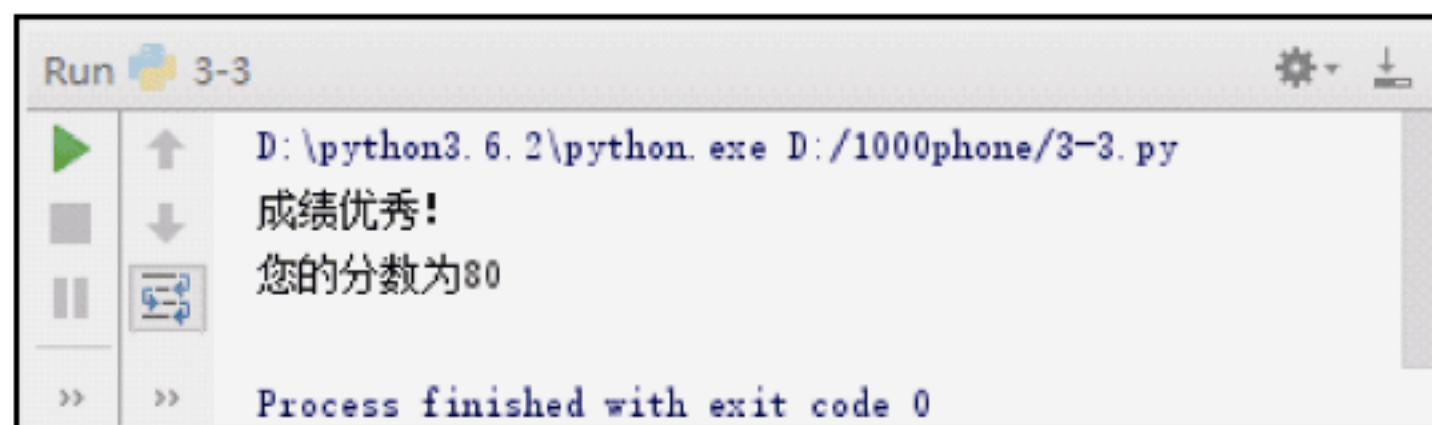 Run 3-3
D:\python3.6.2\python.exe D:/1000phone/3-3.py
成绩优秀!
您的分数为80
Process finished with exit code 0